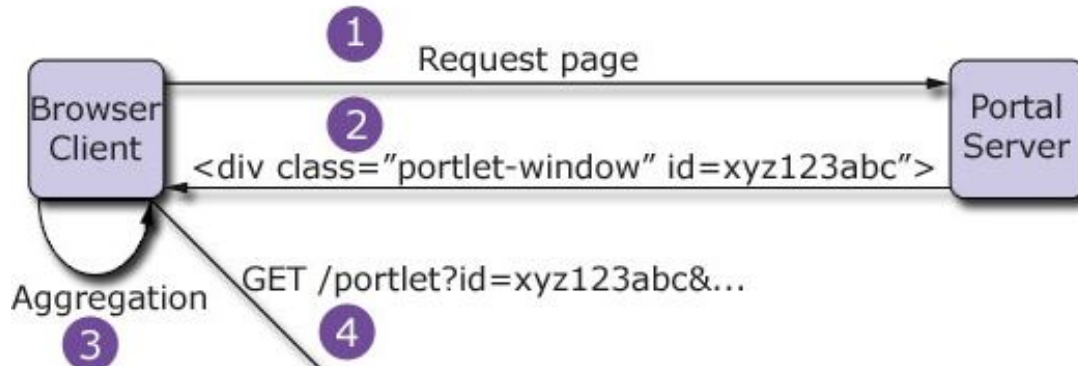 1
Request page
Browser
Client
Portal
Server
2
<div class=”portlet-window” id=xyz123abc”>
GET /portlet?id=xyz123abc&...
Aggregation
3
4